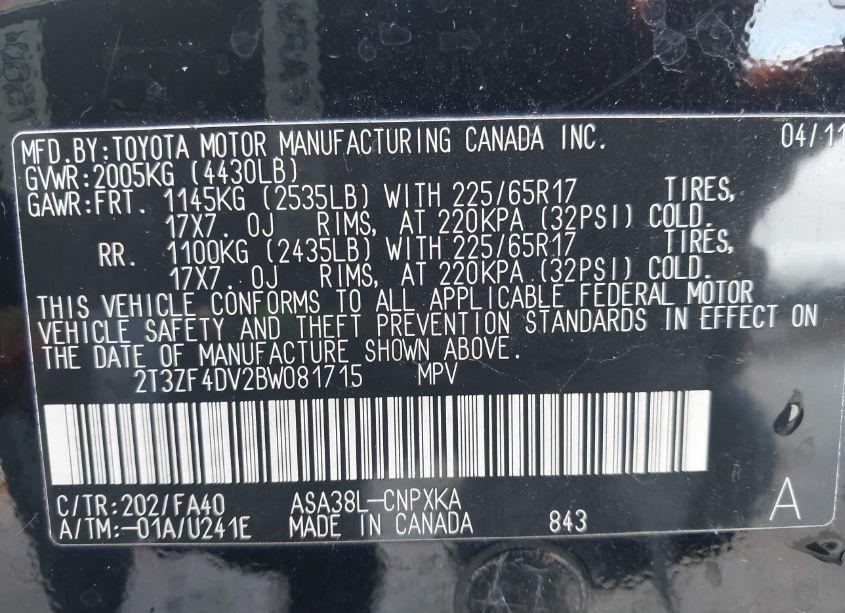 MFD.BY:TOYOTA MOTOR MANUFACTURING CANADA INC. 04/11
GVWR:2005KG (4430LB)
GAWR:FRT. 1145KG (2535LB) WITH 225/65R17 TIRES,
17X7.0J RIMS, AT 220KPA (32PSI) COLD.
RR. 1100KG (2435LB) WITH 225/65R17 TIRES,
17X7.0J RIMS, AT 220KPA (32PSI) COLD.
THIS VEHICLE CONFORMS TO ALL APPLICABLE FEDERAL MOTOR
VEHICLE SAFETY AND THEFT PREVENTION STANDARDS IN EFFECT ON
THE DATE OF MANUFACTURE SHOWN ABOVE.
2T3ZF4DV2BW081715 MPV
C/TR:202/FA40 ASA38L-CNPXKA
A/TM:-01A/U241E MADE IN CANADA 843 A